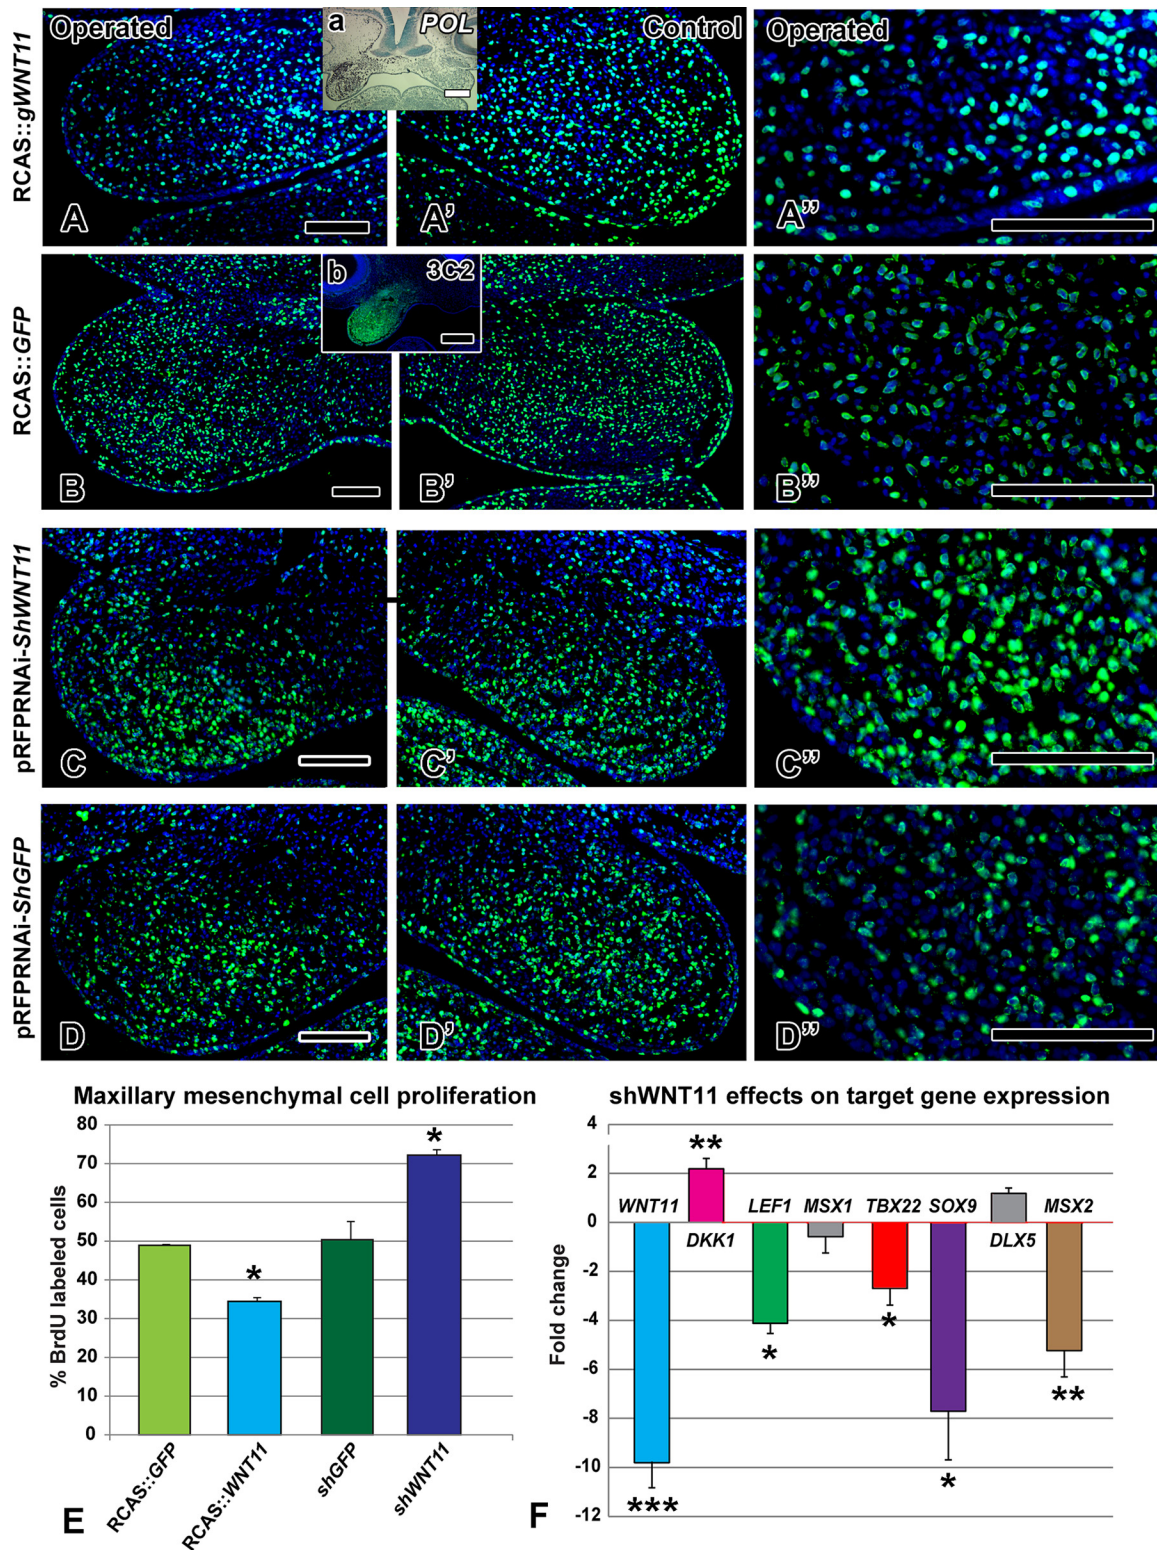 RCAS::gWNT11
Operated
a
POL
Control
Operated
A
A'
A”
RCAS::GFP
b
3C2
B
B'
B”
pRFPRNAi-ShWNT11
C
C'
C”
pRFPRNAi-ShGFP
D
D'
D”
Maxillary mesenchymal cell proliferation
% BrdU labeled cells
80
70
60
50
40
30
20
10
0
*
*
RCAS::GFP
RCAS::WNT11
shGFP
shWNT11
E
shWNT11 effects on target gene expression
Fold change
4
2
0
-2
-4
-6
-8
-10
-12
**
WNT11 LEF1 MSX1 TBX22 SOX9 MSX2
DKK1 DLX5
*
*
**
*
***
F